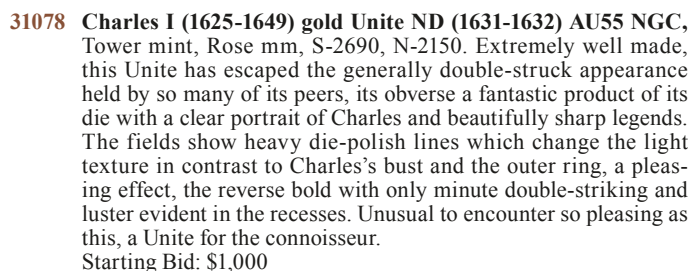 31078 Charles I (1625-1649) gold Unite ND (1631-1632) AU55 NGC,
Tower mint, Rose mm, S-2690, N-2150. Extremely well made,
this Unite has escaped the generally double-struck appearance
held by so many of its peers, its obverse a fantastic product of its
die with a clear portrait of Charles and beautifully sharp legends.
The fields show heavy die-polish lines which change the light
texture in contrast to Charles's bust and the outer ring, a pleas-
ing effect, the reverse bold with only minute double-striking and
luster evident in the recesses. Unusual to encounter so pleasing as
this, a Unite for the connoisseur.
Starting Bid: $1,000